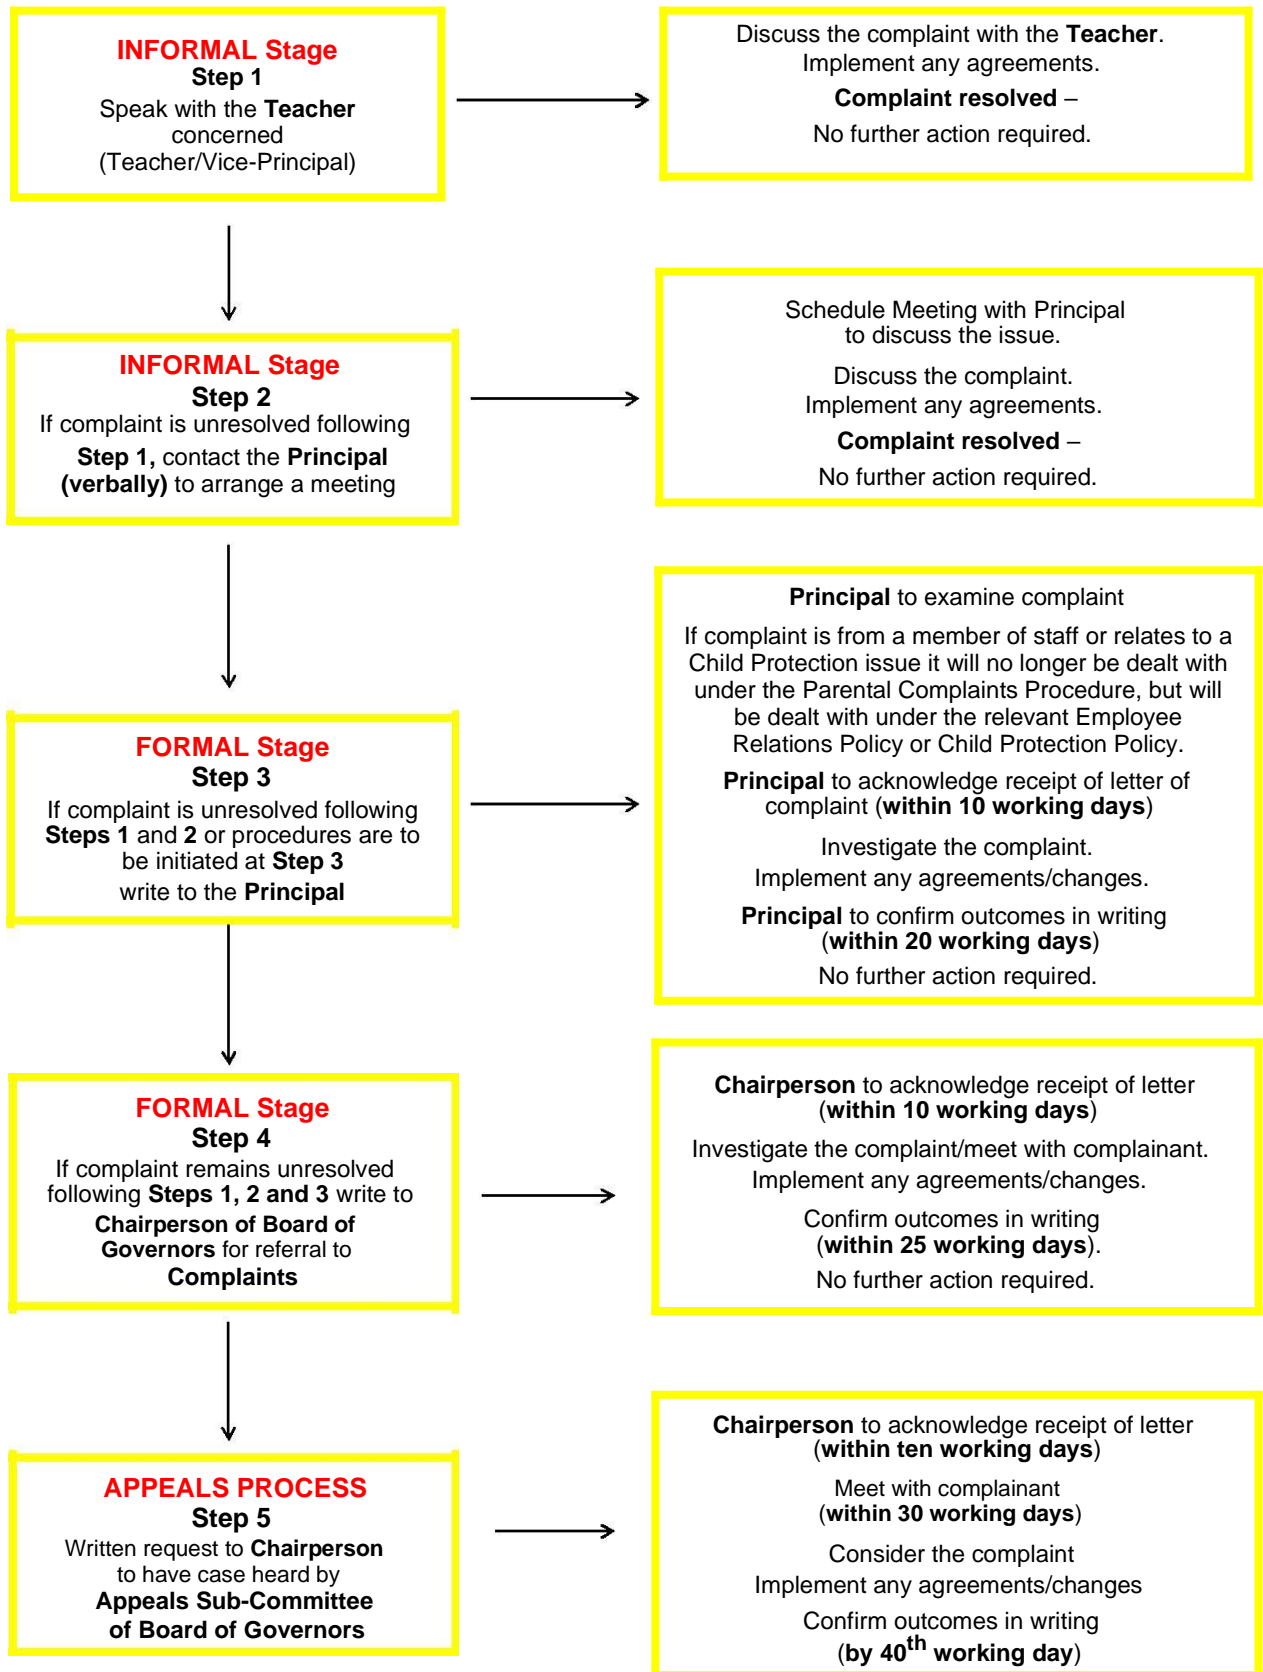 INFORMAL Stage
Step 1
Speak with the Teacher
concerned
(Teacher/Vice-Principal)
Discuss the complaint with the Teacher.
Implement any agreements.
Complaint resolved –
No further action required.
INFORMAL Stage
Step 2
If complaint is unresolved following
Step 1, contact the Principal
(verbally) to arrange a meeting
Schedule Meeting with Principal
to discuss the issue.
Discuss the complaint.
Implement any agreements.
Complaint resolved –
No further action required.
FORMAL Stage
Step 3
If complaint is unresolved following
Steps 1 and 2 or procedures are to
be initiated at Step 3
write to the Principal
Principal to examine complaint
If complaint is from a member of staff or relates to a
Child Protection issue it will no longer be dealt with
under the Parental Complaints Procedure, but will
be dealt with under the relevant Employee
Relations Policy or Child Protection Policy.
Principal to acknowledge receipt of letter of
complaint (within 10 working days)
Investigate the complaint.
Implement any agreements/changes.
Principal to confirm outcomes in writing
(within 20 working days)
No further action required.
FORMAL Stage
Step 4
If complaint remains unresolved
following Steps 1, 2 and 3 write to
Chairperson of Board of
Governors for referral to
Complaints
Chairperson to acknowledge receipt of letter
(within 10 working days)
Investigate the complaint/meet with complainant.
Implement any agreements/changes.
Confirm outcomes in writing
(within 25 working days).
No further action required.
APPEALS PROCESS
Step 5
Written request to Chairperson
to have case heard by
Appeals Sub-Committee
of Board of Governors
Chairperson to acknowledge receipt of letter
(within ten working days)
Meet with complainant
(within 30 working days)
Consider the complaint
Implement any agreements/changes
Confirm outcomes in writing
(by 40th working day)